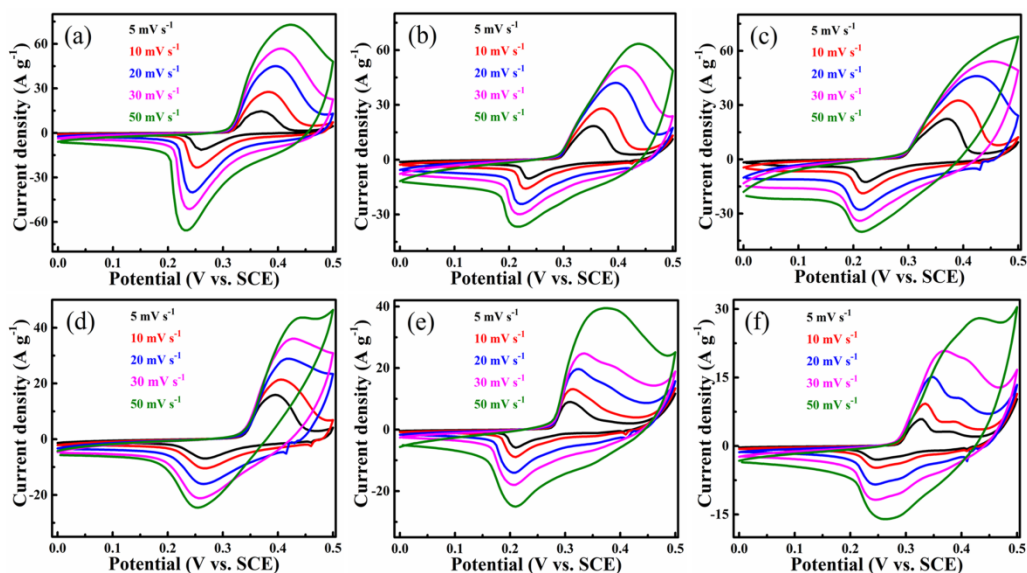 (a)
5 mV s⁻¹
10 mV s⁻¹
20 mV s⁻¹
30 mV s⁻¹
50 mV s⁻¹
Current density (A g⁻¹)
60
30
0
-30
-60
0.0 0.1 0.2 0.3 0.4 0.5
Potential (V vs. SCE)
(b)
5 mV s⁻¹
10 mV s⁻¹
20 mV s⁻¹
30 mV s⁻¹
50 mV s⁻¹
Current density (A g⁻¹)
60
30
0
-30
0.0 0.1 0.2 0.3 0.4 0.5
Potential (V vs. SCE)
(c)
5 mV s⁻¹
10 mV s⁻¹
20 mV s⁻¹
30 mV s⁻¹
50 mV s⁻¹
Current density (A g⁻¹)
60
30
0
-30
0.0 0.1 0.2 0.3 0.4 0.5
Potential (V vs. SCE)
(d)
5 mV s⁻¹
10 mV s⁻¹
20 mV s⁻¹
30 mV s⁻¹
50 mV s⁻¹
Current density (A g⁻¹)
40
20
0
-20
0.0 0.1 0.2 0.3 0.4 0.5
Potential (V vs. SCE)
(e)
5 mV s⁻¹
10 mV s⁻¹
20 mV s⁻¹
30 mV s⁻¹
50 mV s⁻¹
Current density (A g⁻¹)
40
20
0
-20
0.0 0.1 0.2 0.3 0.4 0.5
Potential (V vs. SCE)
(f)
5 mV s⁻¹
10 mV s⁻¹
20 mV s⁻¹
30 mV s⁻¹
50 mV s⁻¹
Current density (A g⁻¹)
30
15
0
-15
0.0 0.1 0.2 0.3 0.4 0.5
Potential (V vs. SCE)